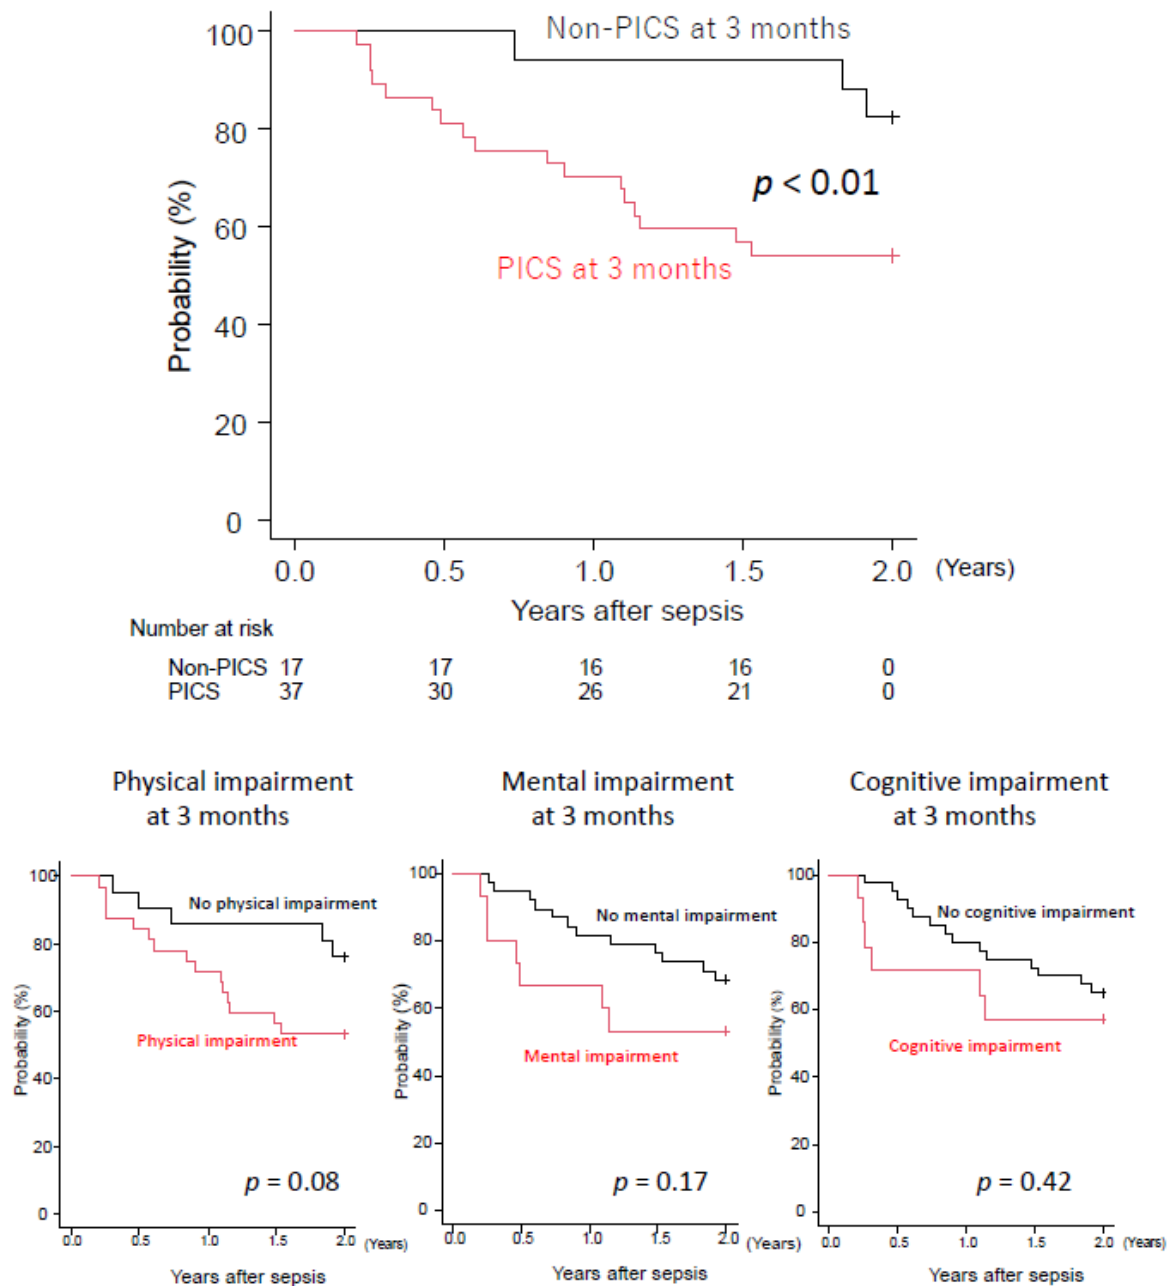 Non-PICS at 3 months
100
80
60
40
20
0
Probability (%)
p < 0.01
PICS at 3 months
0.0 0.5 1.0 1.5 2.0 (Years)
Years after sepsis
Number at risk
Non-PICS 17 17 16 16 0
PICS 37 30 26 21 0
Physical impairment
at 3 months
100
80
60
40
20
0
Probability (%)
No physical impairment
Physical impairment
p = 0.08
0.0 0.5 1.0 1.5 2.0 (Years)
Years after sepsis
Mental impairment
at 3 months
100
80
60
40
20
0
Probability (%)
No mental impairment
Mental impairment
p = 0.17
0.0 0.5 1.0 1.5 2.0 (Years)
Years after sepsis
Cognitive impairment
at 3 months
100
80
60
40
20
0
Probability (%)
No cognitive impairment
Cognitive impairment
p = 0.42
0.0 0.5 1.0 1.5 2.0 (Years)
Years after sepsis